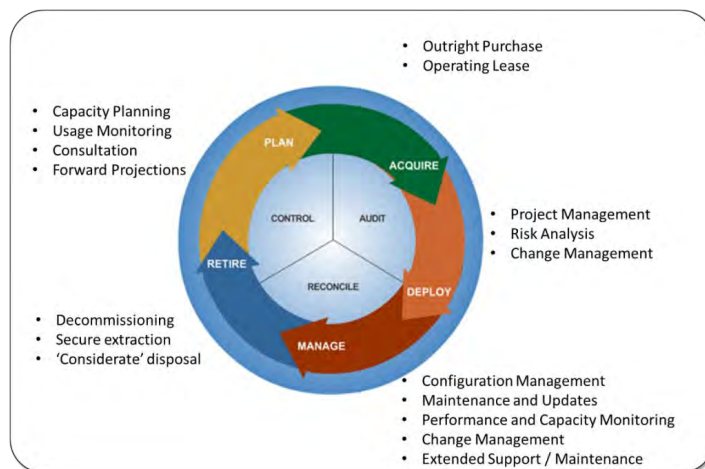 • Outright Purchase
• Operating Lease
• Capacity Planning
• Usage Monitoring
• Consultation
• Forward Projections
PLAN
ACQUIRE
CONTROL
AUDIT
• Project Management
• Risk Analysis
• Change Management
RETIRE
RECONCILE
DEPLOY
• Decommissioning
• Secure extraction
• ‘Considerate’ disposal
MANAGE
• Configuration Management
• Maintenance and Updates
• Performance and Capacity Monitoring
• Change Management
• Extended Support / Maintenance